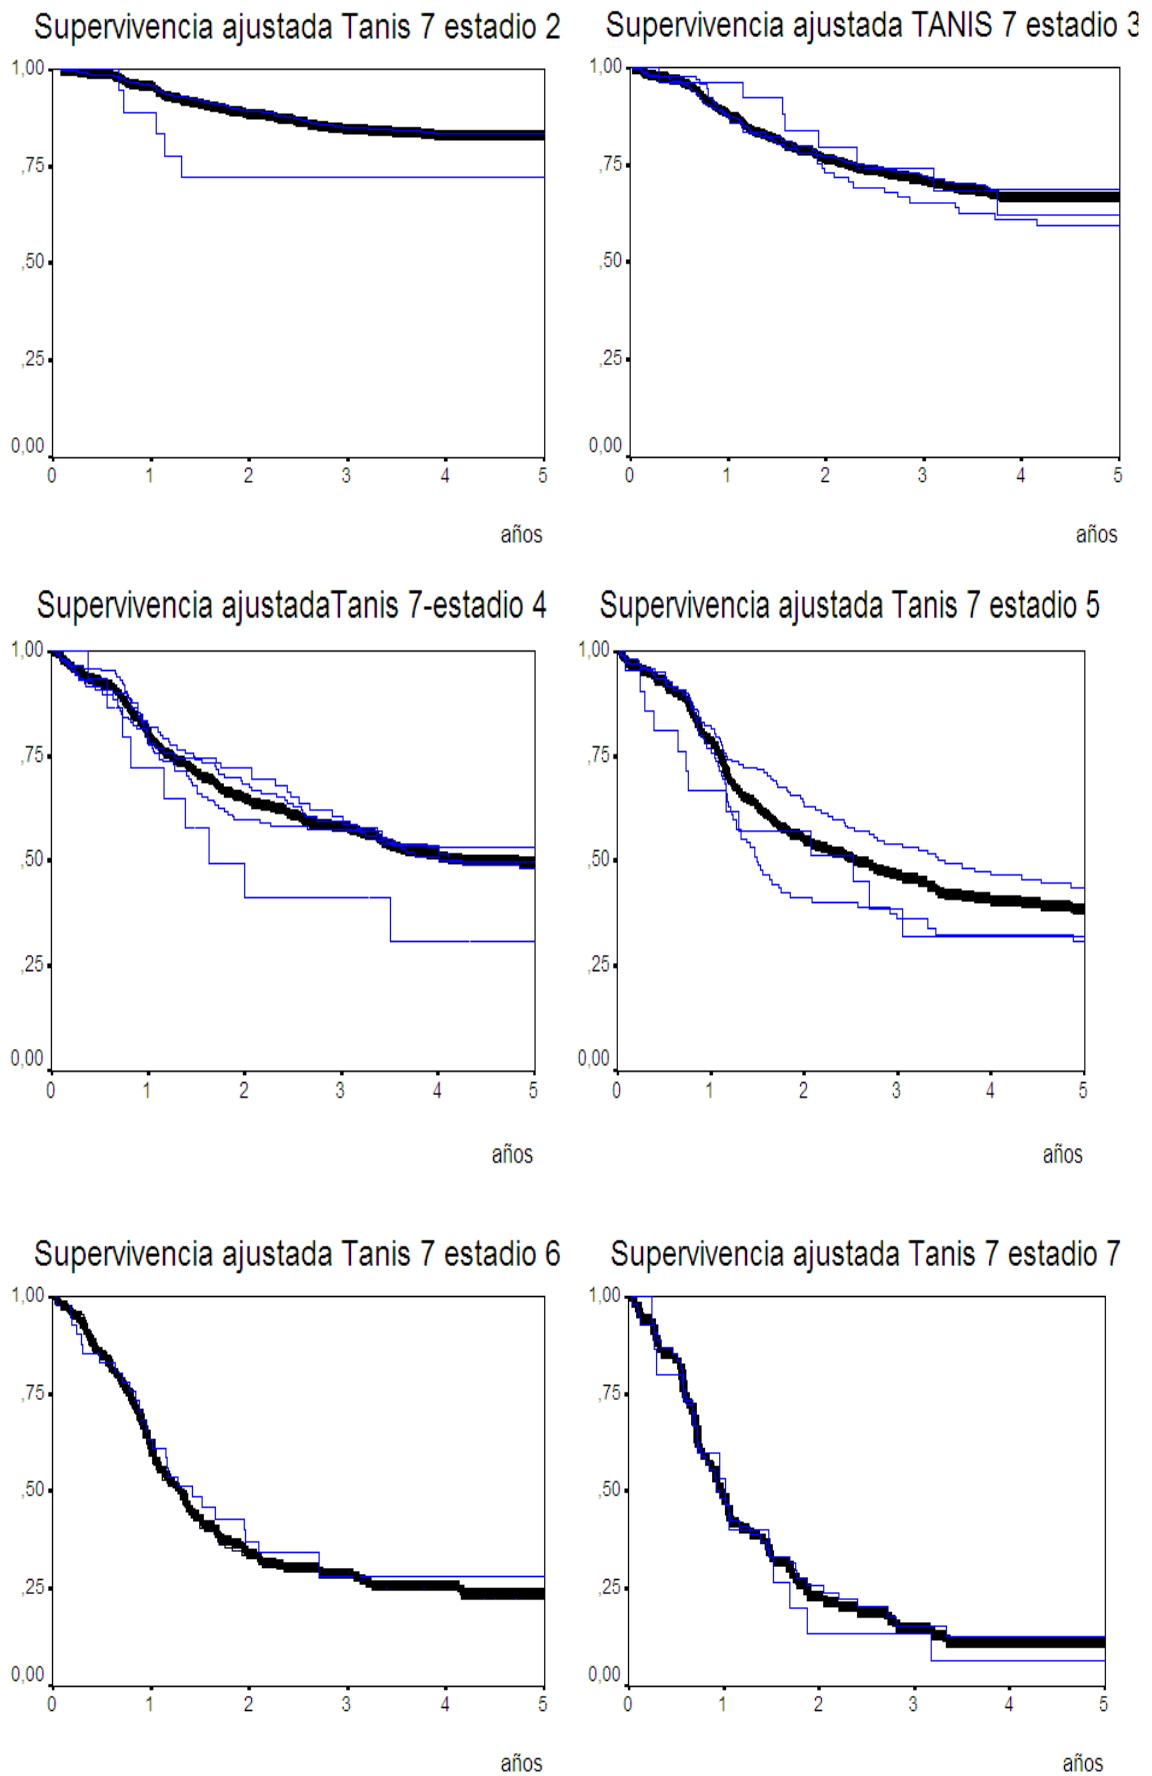 Supervivencia ajustada Tanis 7 estadio 2
1,00
,75
,50
,25
0,00
0 1 2 3 4 5
años
Supervivencia ajustada TANIS 7 estadio 3
1,00
,75
,50
,25
0,00
0 1 2 3 4 5
años
Supervivencia ajustadaTanis 7-estadio 4
1,00
,75
,50
,25
0,00
0 1 2 3 4 5
años
Supervivencia ajustada Tanis 7 estadio 5
1,00
,75
,50
,25
0,00
0 1 2 3 4 5
años
Supervivencia ajustada Tanis 7 estadio 6
1,00
,75
,50
,25
0,00
0 1 2 3 4 5
años
Supervivencia ajustada Tanis 7 estadio 7
1,00
,75
,50
,25
0,00
0 1 2 3 4 5
años